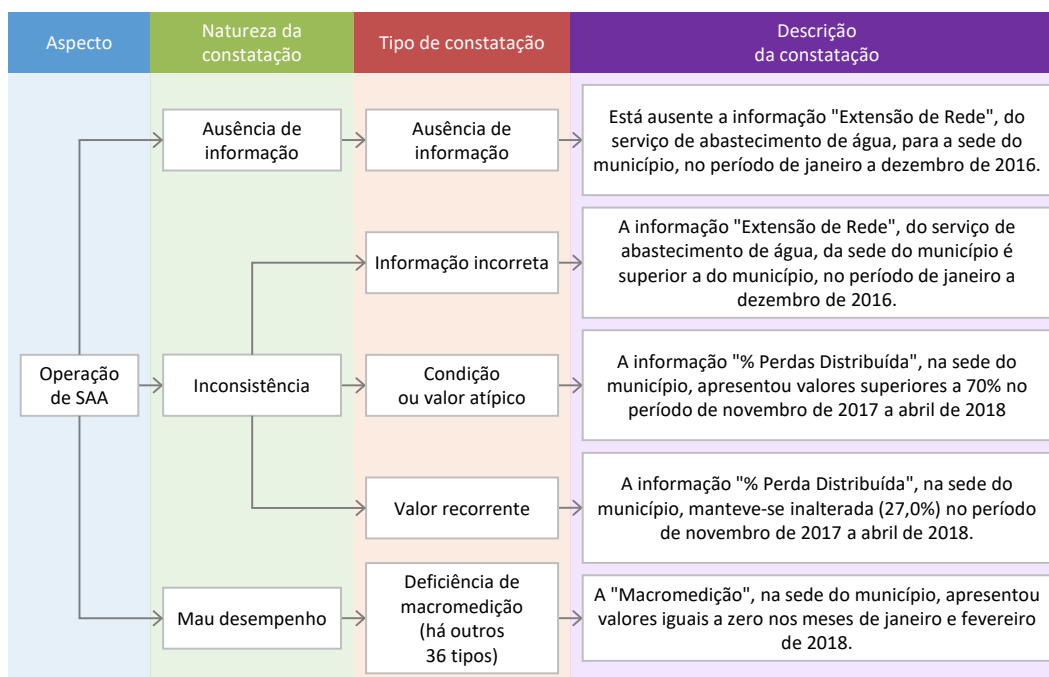 Aspecto
Natureza da
constatação
Tipo de constatação
Descrição
da constatação
Ausência de
informação
Ausência de
informação
Está ausente a informação "Extensão de Rede", do
serviço de abastecimento de água, para a sede do
município, no período de janeiro a dezembro de 2016.
Informação incorreta
A informação "Extensão de Rede", do serviço de
abastecimento de água, da sede do município é
superior a do município, no período de janeiro a
dezembro de 2016.
Operação
de SAA
Inconsistência
Condição
ou valor atípico
A informação "% Perdas Distribuída", na sede do
município, apresentou valores superiores a 70% no
período de novembro de 2017 a abril de 2018
Valor recorrente
A informação "% Perda Distribuída", na sede do
município, manteve-se inalterada (27,0%) no período
de novembro de 2017 a abril de 2018.
Mau desempenho
Deficiência de
macromedição
(há outros
36 tipos)
A "Macromedição", na sede do município, apresentou
valores iguais a zero nos meses de janeiro e fevereiro
de 2018.